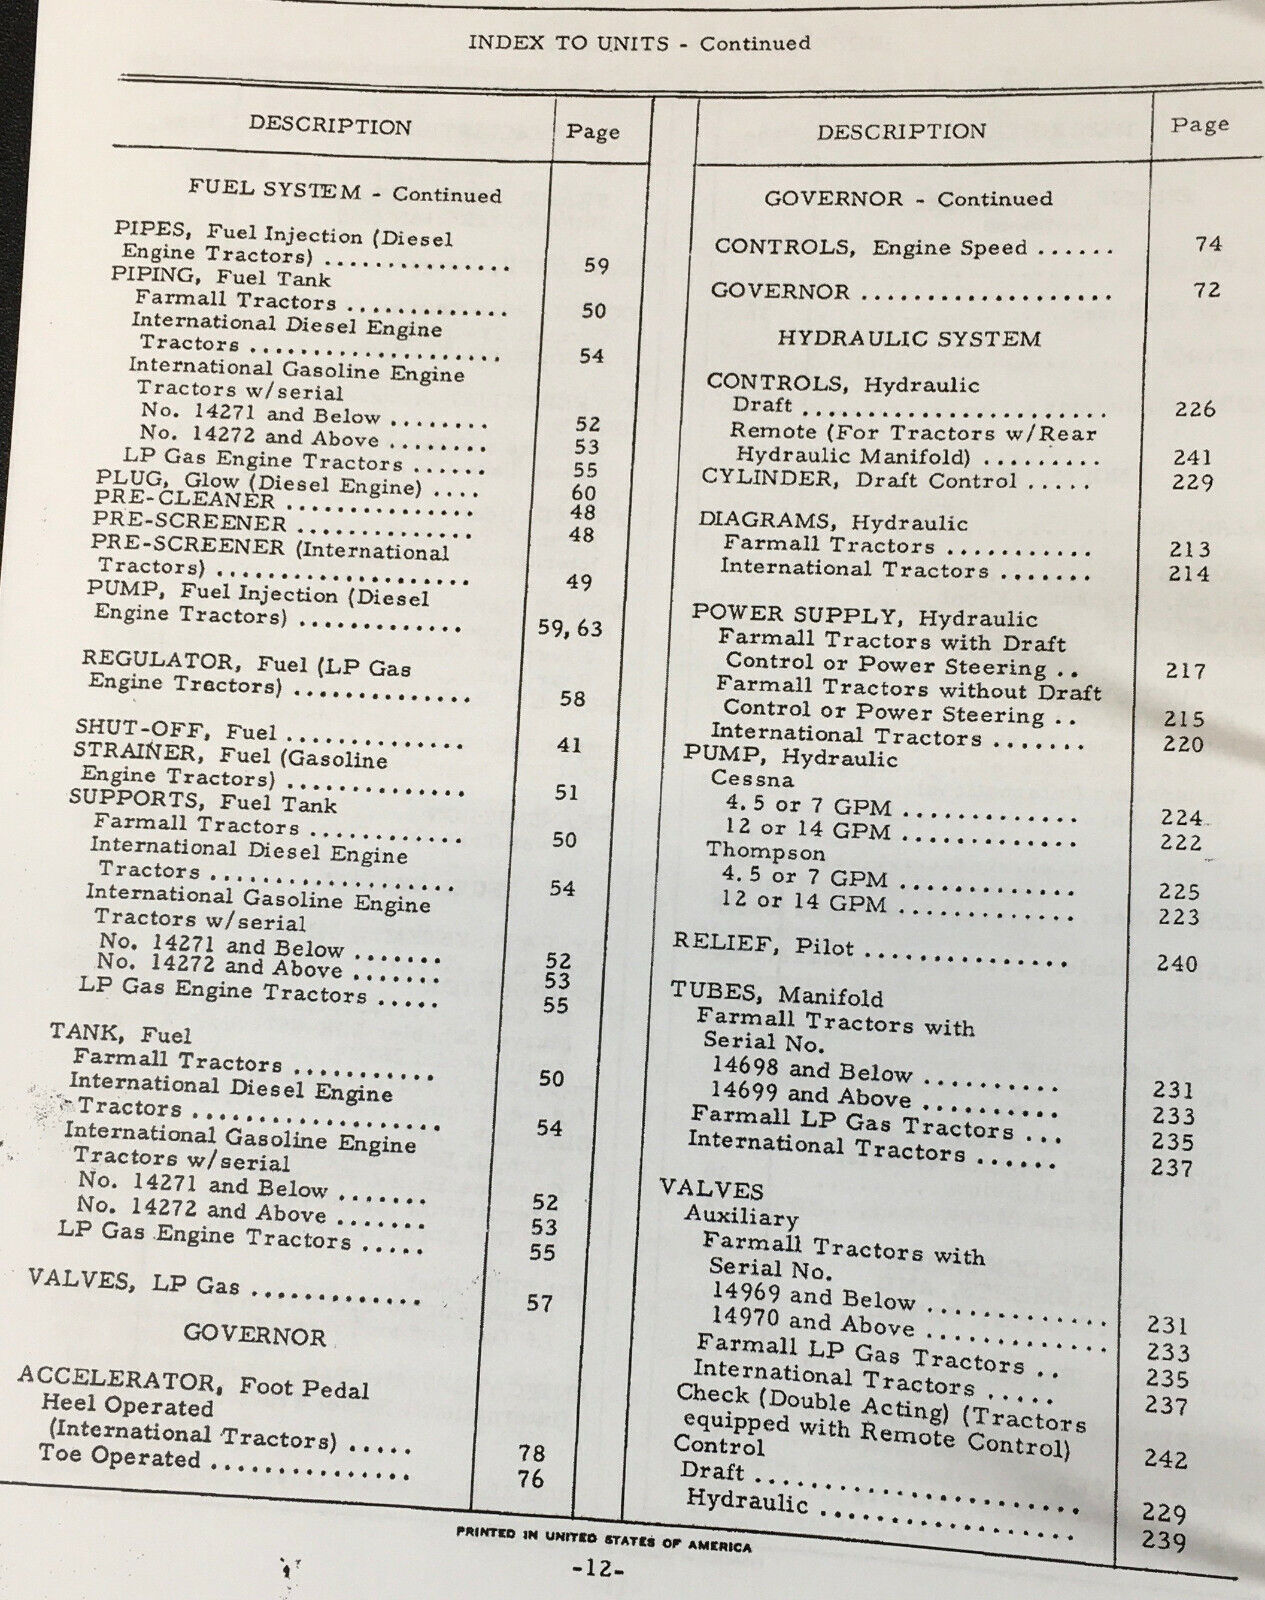 INDEX TO UNITS - Continued
DESCRIPTION Page
FUEL SYSTEM - Continued
PIPES, Fuel Injection (Diesel
Engine Tractors) ............... 59
PIPING, Fuel Tank
Farmall Tractors ............. 50
International Diesel Engine
Tractors .................... 54
International Gasoline Engine
Tractors w/serial
No. 14271 and Below ........ 52
No. 14272 and Above ........ 53
LP Gas Engine Tractors ...... 55
PLUG, Glow (Diesel Engine) .... 60
PRE-CLEANER ............... 48
PRE-SCREENER .............. 48
PRE-SCREENER (International
Tractors) .................... 49
PUMP, Fuel Injection (Diesel
Engine Tractors) ............. 59, 63
REGULATOR, Fuel (LP Gas
Engine Tractors) .............. 58
SHUT-OFF, Fuel .............. 41
STRAINER, Fuel (Gasoline
Engine Tractors) .............. 51
SUPPORTS, Fuel Tank
Farmall Tractors ............ 50
International Diesel Engine
Tractors ................... 54
International Gasoline Engine
Tractors w/serial
No. 14271 and Below ....... 52
No. 14272 and Above ....... 53
LP Gas Engine Tractors ..... 55
TANK, Fuel
Farmall Tractors ........... 50
International Diesel Engine
Tractors .................... 54
International Gasoline Engine
Tractors w/serial
No. 14271 and Below ....... 52
No. 14272 and Above ....... 53
LP Gas Engine Tractors ..... 55
VALVES, LP Gas ............. 57
GOVERNOR
ACCELERATOR, Foot Pedal
Heel Operated
(International Tractors) ..... 78
Toe Operated ................ 76
DESCRIPTION Page
GOVERNOR - Continued
CONTROLS, Engine Speed ...... 74
GOVERNOR ................... 72
HYDRAULIC SYSTEM
CONTROLS, Hydraulic
Draft ........................ 226
Remote (For Tractors w/Rear
Hydraulic Manifold) ......... 241
CYLINDER, Draft Control ..... 229
DIAGRAMS, Hydraulic
Farmall Tractors ........... 213
International Tractors ....... 214
POWER SUPPLY, Hydraulic
Farmall Tractors with Draft
Control or Power Steering .. 217
Farmall Tractors without Draft
Control or Power Steering .. 215
International Tractors ....... 220
PUMP, Hydraulic
Cessna
4.5 or 7 GPM .............. 224
12 or 14 GPM .............. 222
Thompson
4.5 or 7 GPM .............. 225
12 or 14 GPM .............. 223
RELIEF, Pilot ................ 240
TUBES, Manifold
Farmall Tractors with
Serial No.
14698 and Below ........... 231
14699 and Above ........... 233
Farmall LP Gas Tractors ... 235
International Tractors ...... 237
VALVES
Auxiliary
Farmall Tractors with
Serial No.
14969 and Below .............. 231
14970 and Above .............. 233
Farmall LP Gas Tractors .. 235
International Tractors ..... 237
Check (Double Acting) (Tractors
equipped with Remote Control) 242
Control
Draft ......................... 229
Hydraulic .................... 239
PRINTED IN UNITED STATES OF AMERICA
-12-